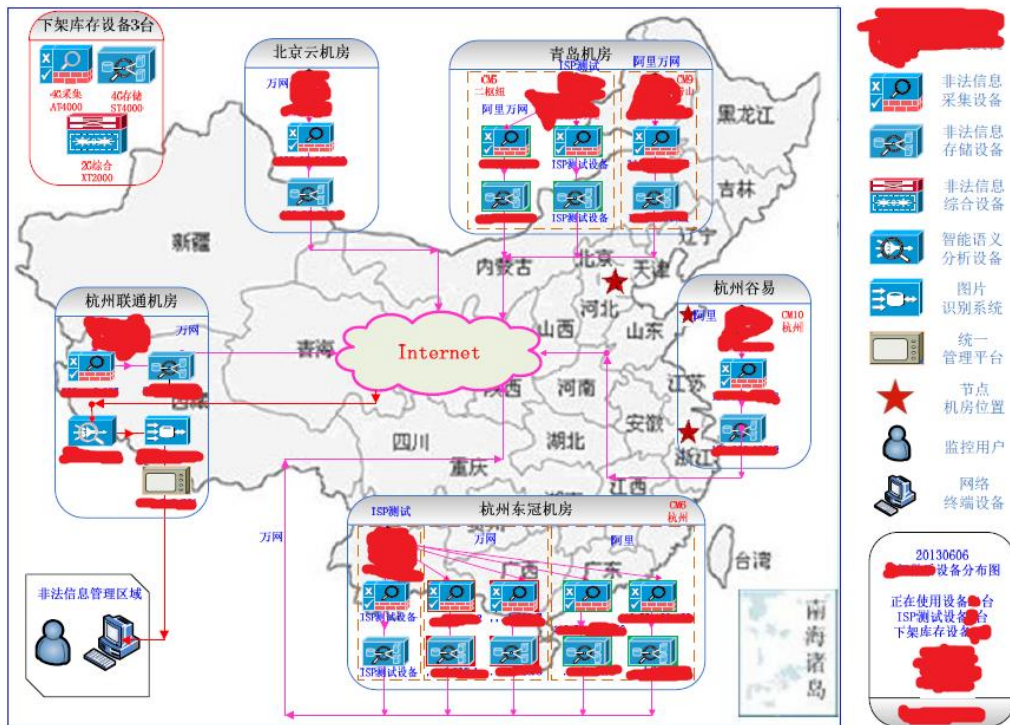 下架库存设备3台
4G采集
AT4000
4G存储
ST4000
2G综合
XT2000
北京云机房
万网
青岛机房
ISP测试
阿里万网
CM5
二枢纽
CM9
阿里万网
ISP测试设备
ISP测试设备
黑龙江
吉林
辽宁
新疆
内蒙古
北京
天津
河北
山西
山东
青海
河南
江苏
安徽
四川
湖北
重庆
浙江
江西
广西
广东
台湾
南海诸岛
Internet
杭州联通机房
万网
杭州谷易
阿里
CM10
杭州
万网
杭州东冠机房
ISP测试
万网
阿里
CM6
杭州
ISP测试设备
ISP测试设备
非法信息管理区域
非法信息
采集设备
非法信息
存储设备
非法信息
综合设备
智能语义
分析设备
图片
识别系统
统一
管理平台
节点
机房位置
监控用户
网络
终端设备
20130606
设备分布图
正在使用设备 台
ISP测试设备 台
下架库存设备